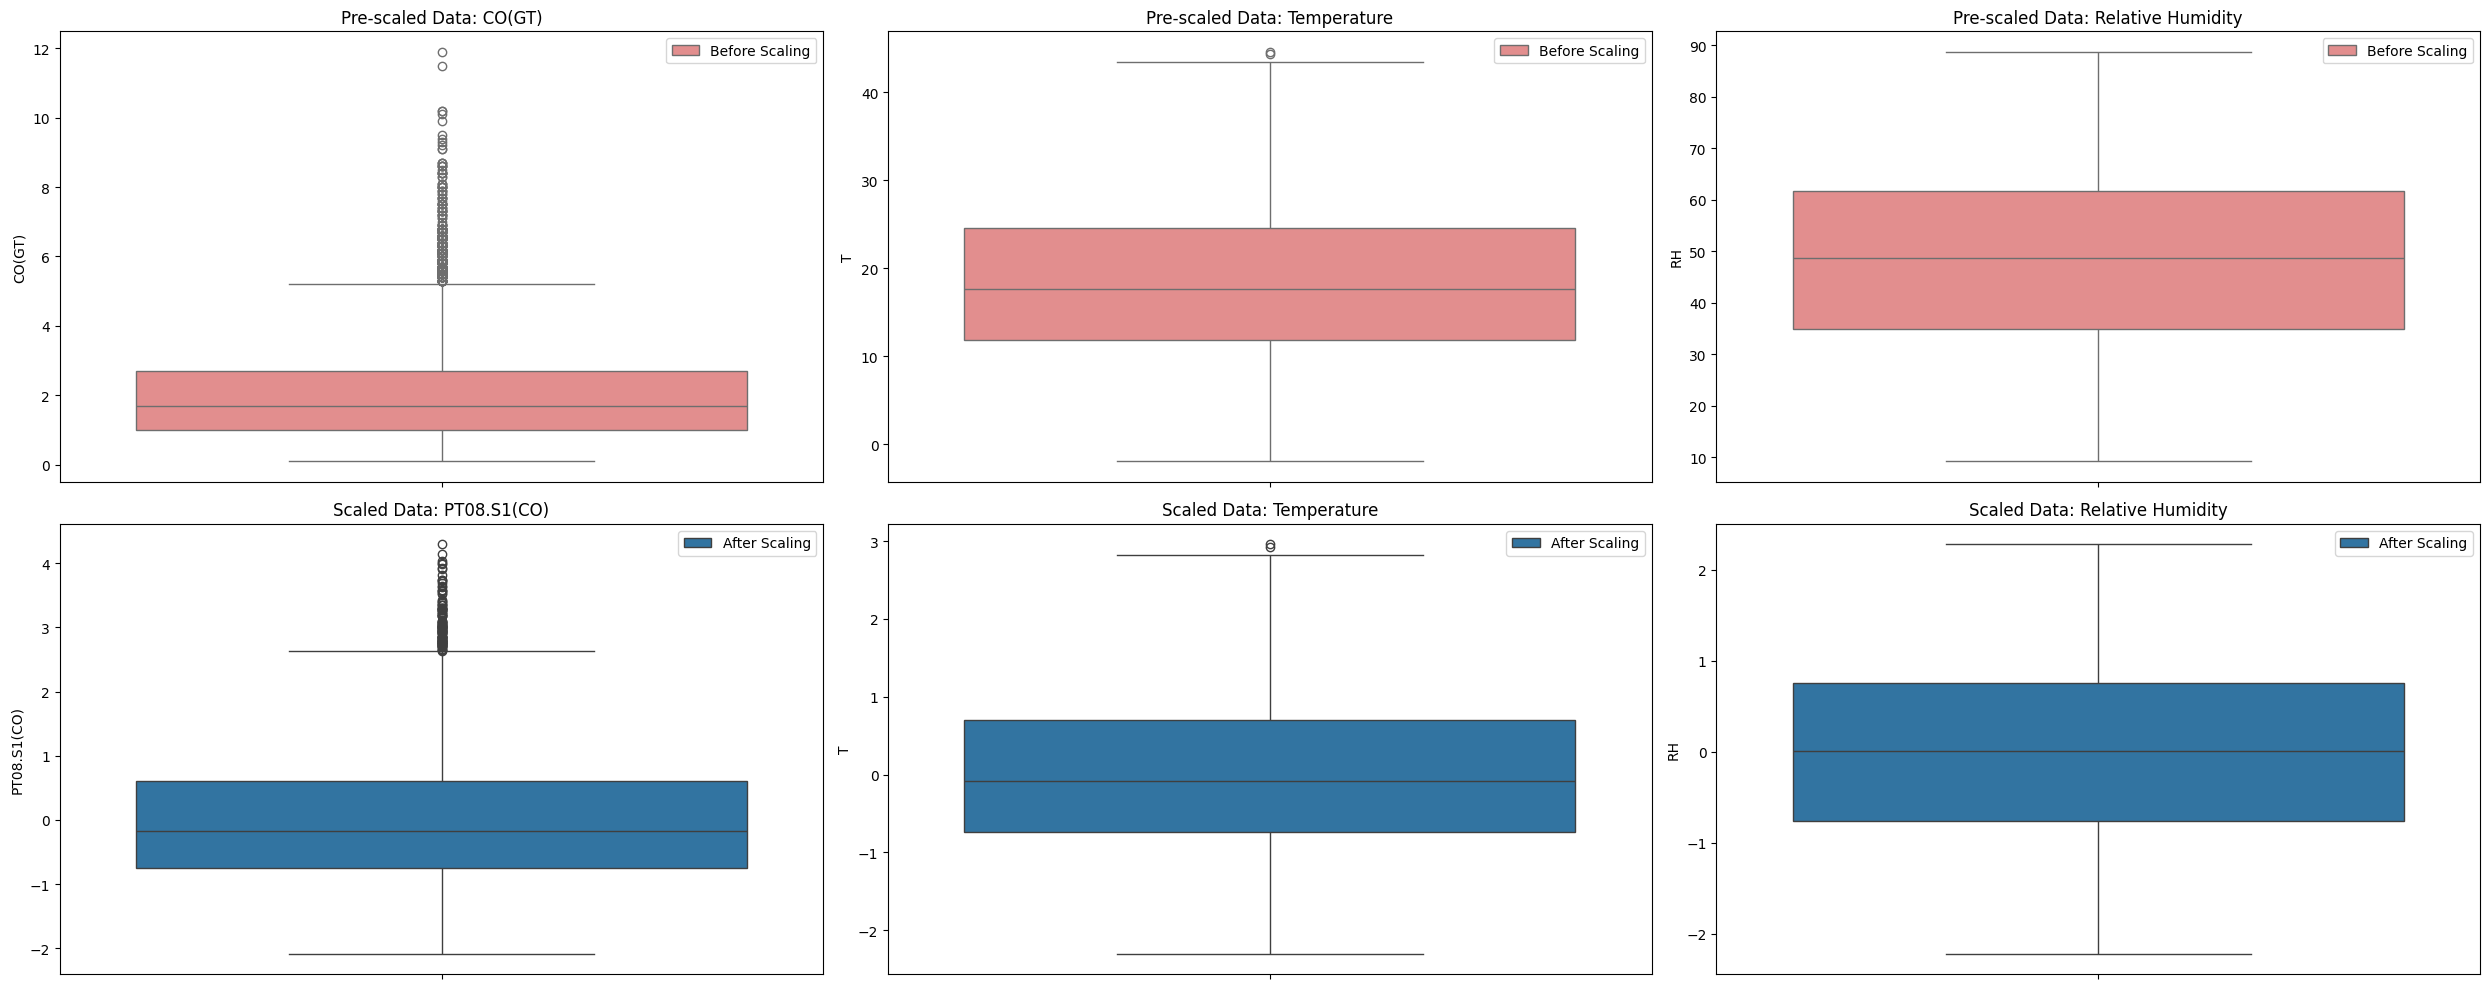 Pre-scaled Data: CO(GT)
Before Scaling
CO(GT)
12
10
8
6
4
2
0
Pre-scaled Data: Temperature
Before Scaling
T
40
30
20
10
0
Pre-scaled Data: Relative Humidity
Before Scaling
RH
90
80
70
60
50
40
30
20
10
Scaled Data: PT08.S1(CO)
After Scaling
PT08.S1(CO)
4
3
2
1
0
−1
−2
Scaled Data: Temperature
After Scaling
T
3
2
1
0
−1
−2
Scaled Data: Relative Humidity
After Scaling
RH
2
1
0
−1
−2